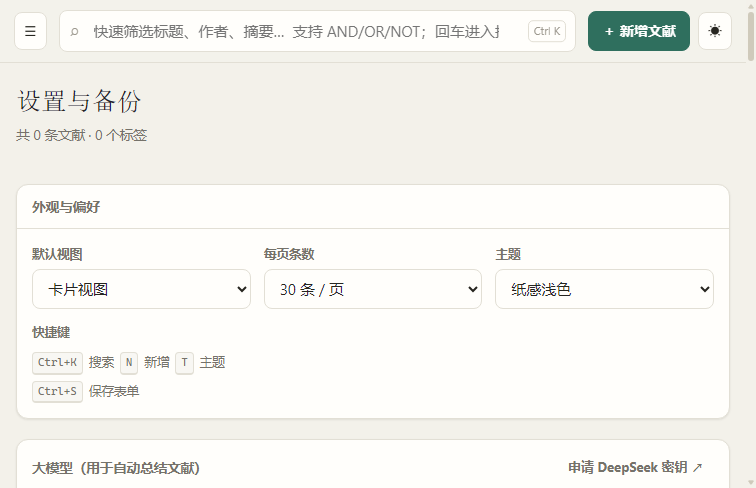 快速筛选标题、作者、摘要… 支持 AND/OR/NOT；回车进入 Ctrl K + 新增文献
设置与备份
共 0 条文献 · 0 个标签
外观与偏好
默认视图 每页条数 主题
卡片视图 30 条 / 页 纸感浅色
快捷键
Ctrl+K 搜索 N 新增 T 主题
Ctrl+S 保存表单
大模型（用于自动总结文献） 申请 DeepSeek 密钥 ↗